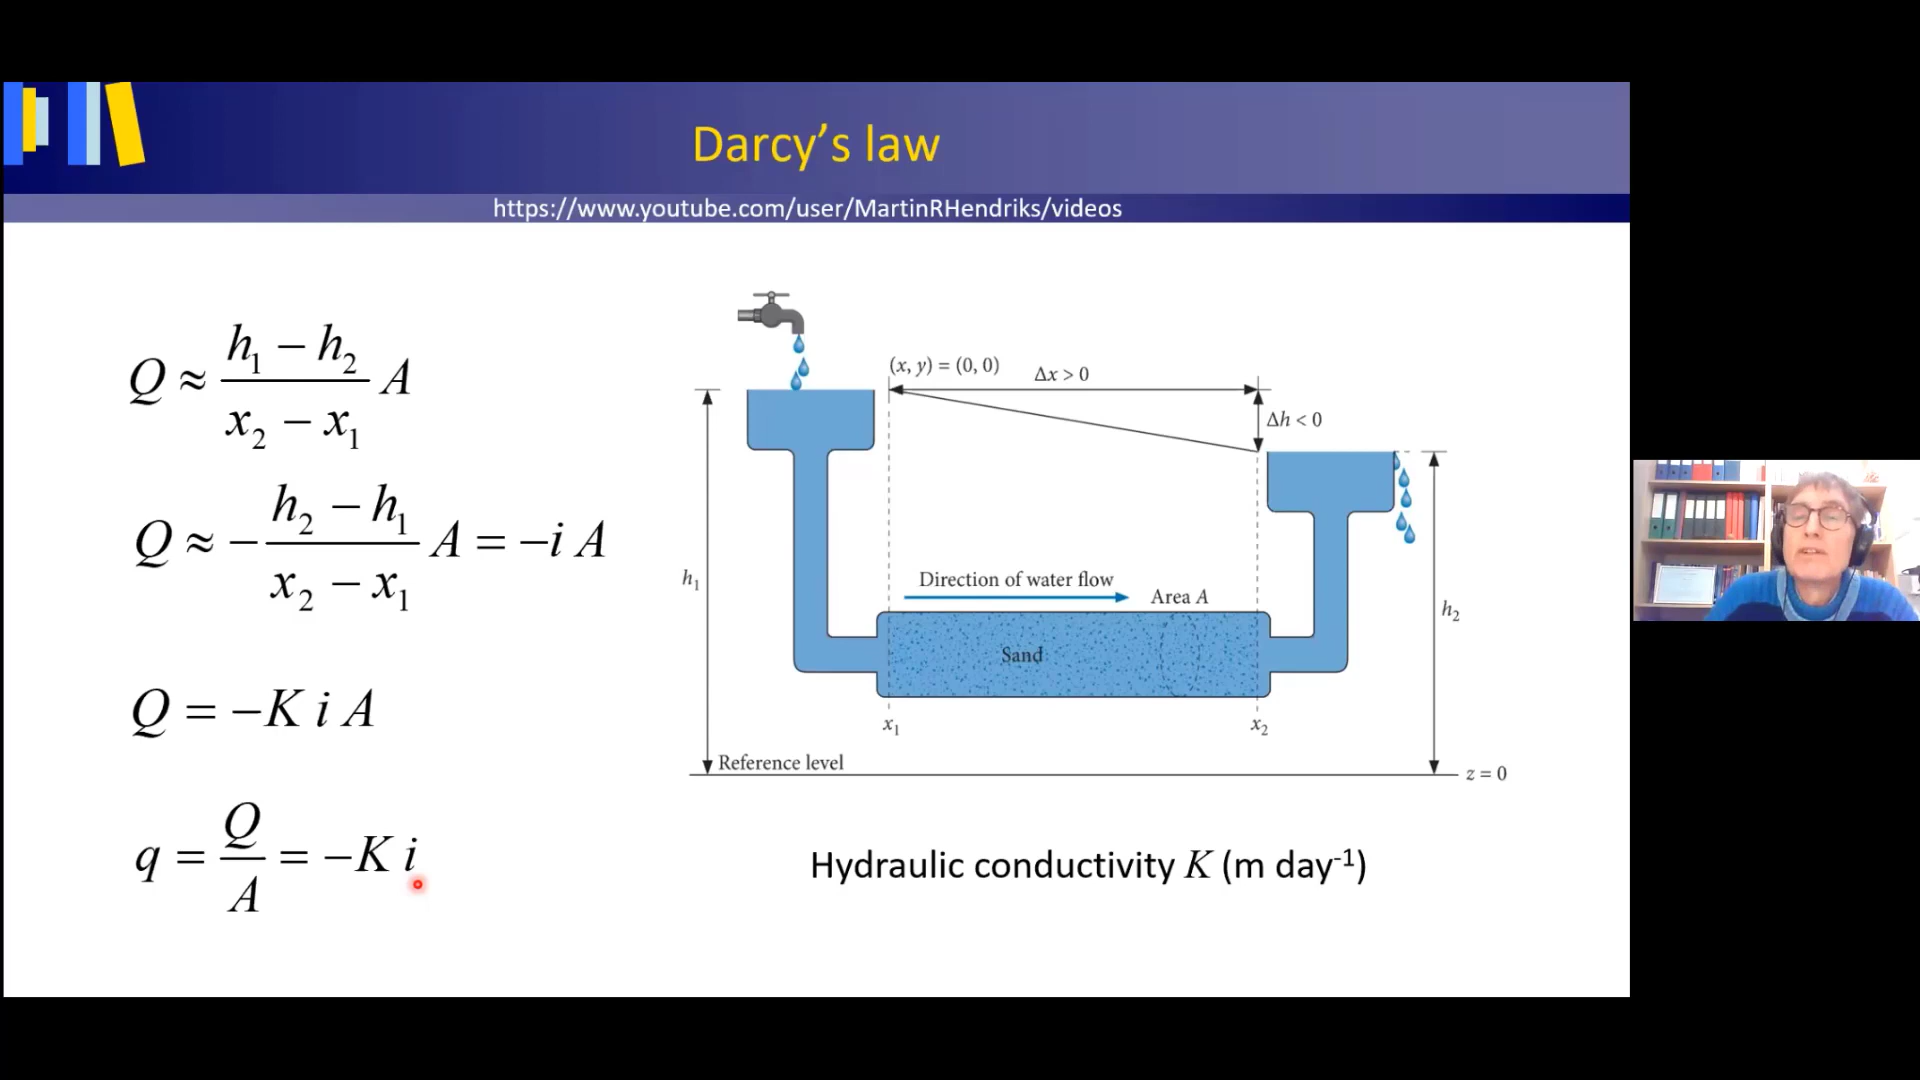 Darcy’s law
https://www.youtube.com/user/MartinRHendriks/videos
Q ≈ (h₁ − h₂) / (x₂ − x₁) A
Q ≈ − (h₂ − h₁) / (x₂ − x₁) A = −i A
Q = −K i A
q = Q / A = −K i
(x, y) = (0, 0)
Δx > 0
Δh < 0
h₁
Direction of water flow
Area A
h₂
Sand
x₁
x₂
Reference level
z = 0
Hydraulic conductivity K (m day⁻¹)